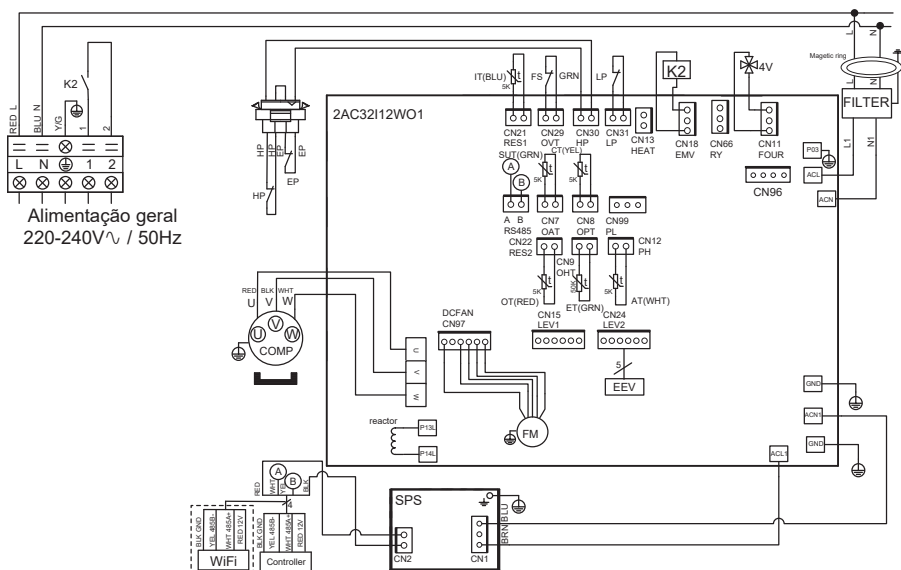 L
N
Magetic ring
K2
RED L
BLU N
Y/G
1
2
L N 1 2
Alimentação geral
220-240V∿ / 50Hz
HP
HP
EP
EP
HP
EP
2AC32I12WO1
IT(BLU)
5K
t
FS
GRN
LP
K2
4V
FILTER
L1
N1
L
N
CN21
RES1
CN29
OVT
CN30
HP
CN31
LP
CN13
HEAT
CN18
EMV
CN66
RY
CN11
FOUR
P03
ACL
ACN
CN96
SUT(GRN)
A
B
CT(YEL)
5K
t
5K
t
A B
RS485
CN7
OAT
CN8
OPT
CN99
PL
CN22
RES2
CN9
OHT
CN12
PH
5K
t
50K
t
5K
t
OT(RED)
ET(GRN)
AT(WHT)
CN15
LEV1
CN24
LEV2
5
EEV
DCFAN
CN97
FM
RED BLK WHT
U V W
U V W
COMP
U
V
W
reactor
P13L
P14L
GND
ACN1
GND
ACL1
RED
WHT
YEL
BLK
A
B
4
BLK GND
YEL 485B-
WHT 485A+
RED 12V
WiFi
BLK GND
YEL 485B-
WHT 485A+
RED 12V
Controller
SPS
CN2
CN1
BRN
BLU